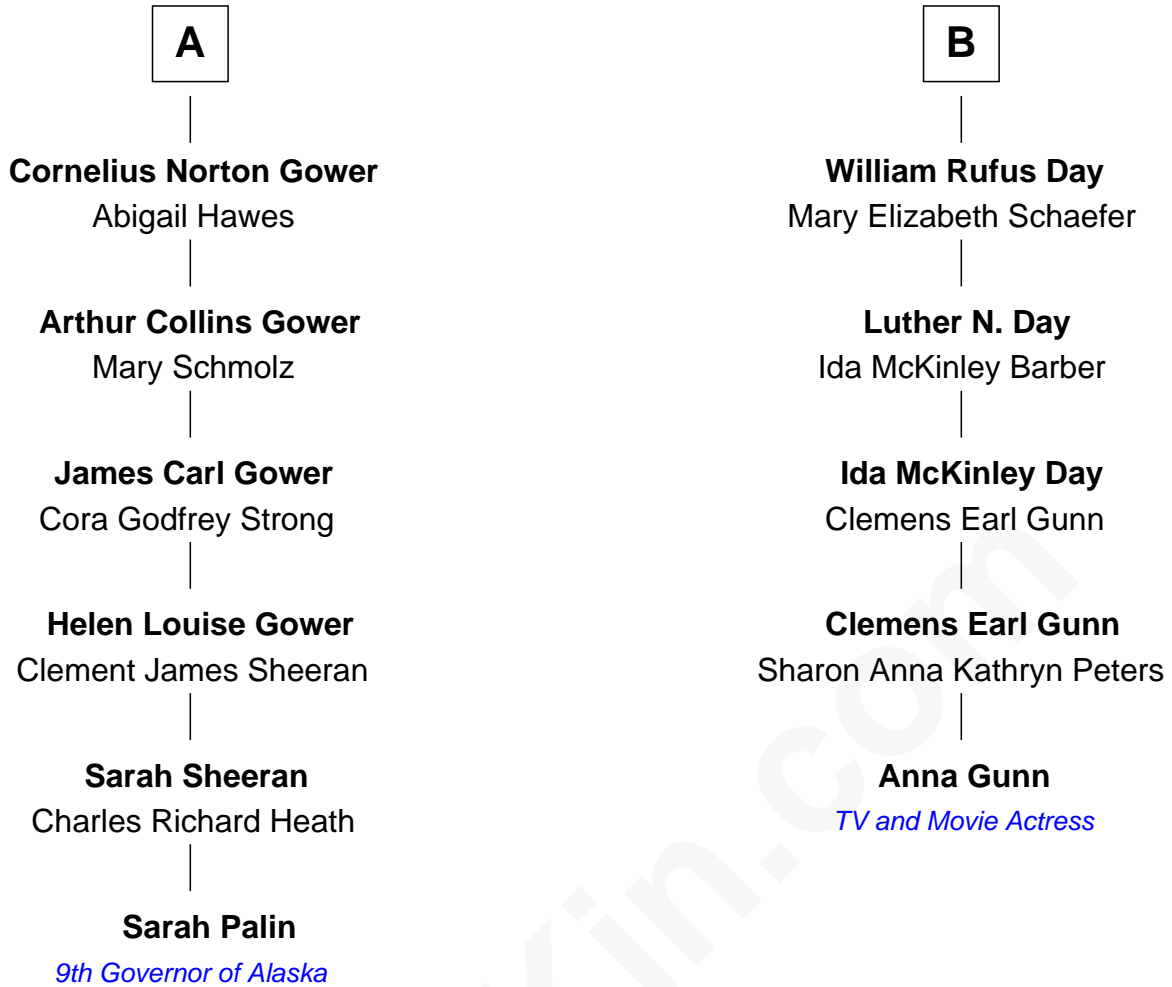 A
B
Cornelius Norton Gower
Abigail Hawes
William Rufus Day
Mary Elizabeth Schaefer
Arthur Collins Gower
Mary Schmolz
Luther N. Day
Ida McKinley Barber
James Carl Gower
Cora Godfrey Strong
Ida McKinley Day
Clemens Earl Gunn
Helen Louise Gower
Clement James Sheeran
Clemens Earl Gunn
Sharon Anna Kathryn Peters
Sarah Sheeran
Charles Richard Heath
Anna Gunn
TV and Movie Actress
Sarah Palin
9th Governor of Alaska
Kin.com